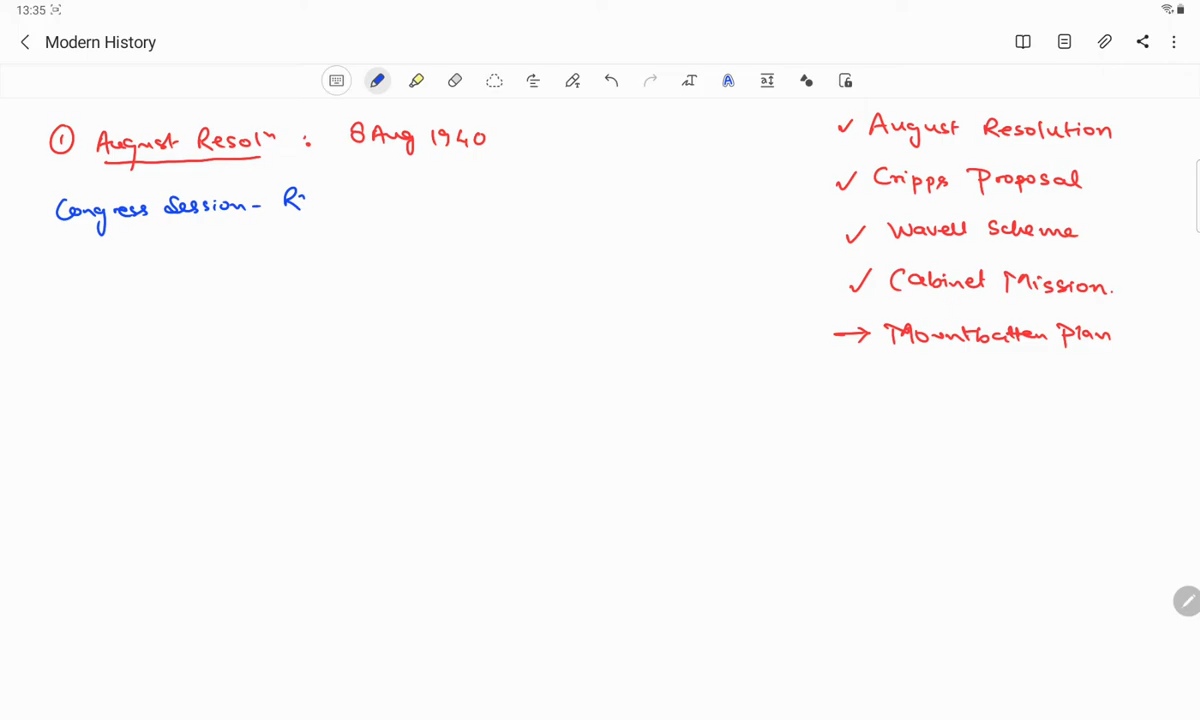 13:35
Modern History
① August Resolⁿ : 8 Aug 1940
Congress Session - R
✓ August Resolution
✓ Cripps Proposal
✓ Wavell Scheme
✓ Cabinet Mission.
→ Mountbatten Plan